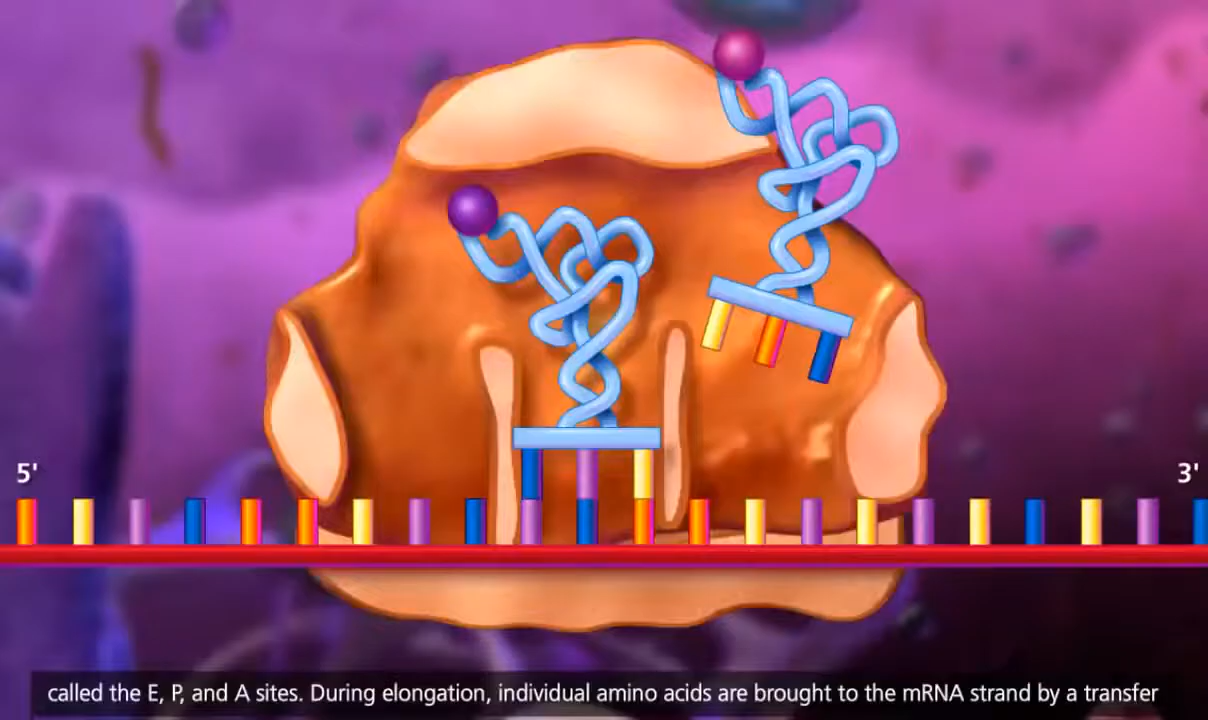 5'
3'
called the E, P, and A sites. During elongation, individual amino acids are brought to the mRNA strand by a transfer